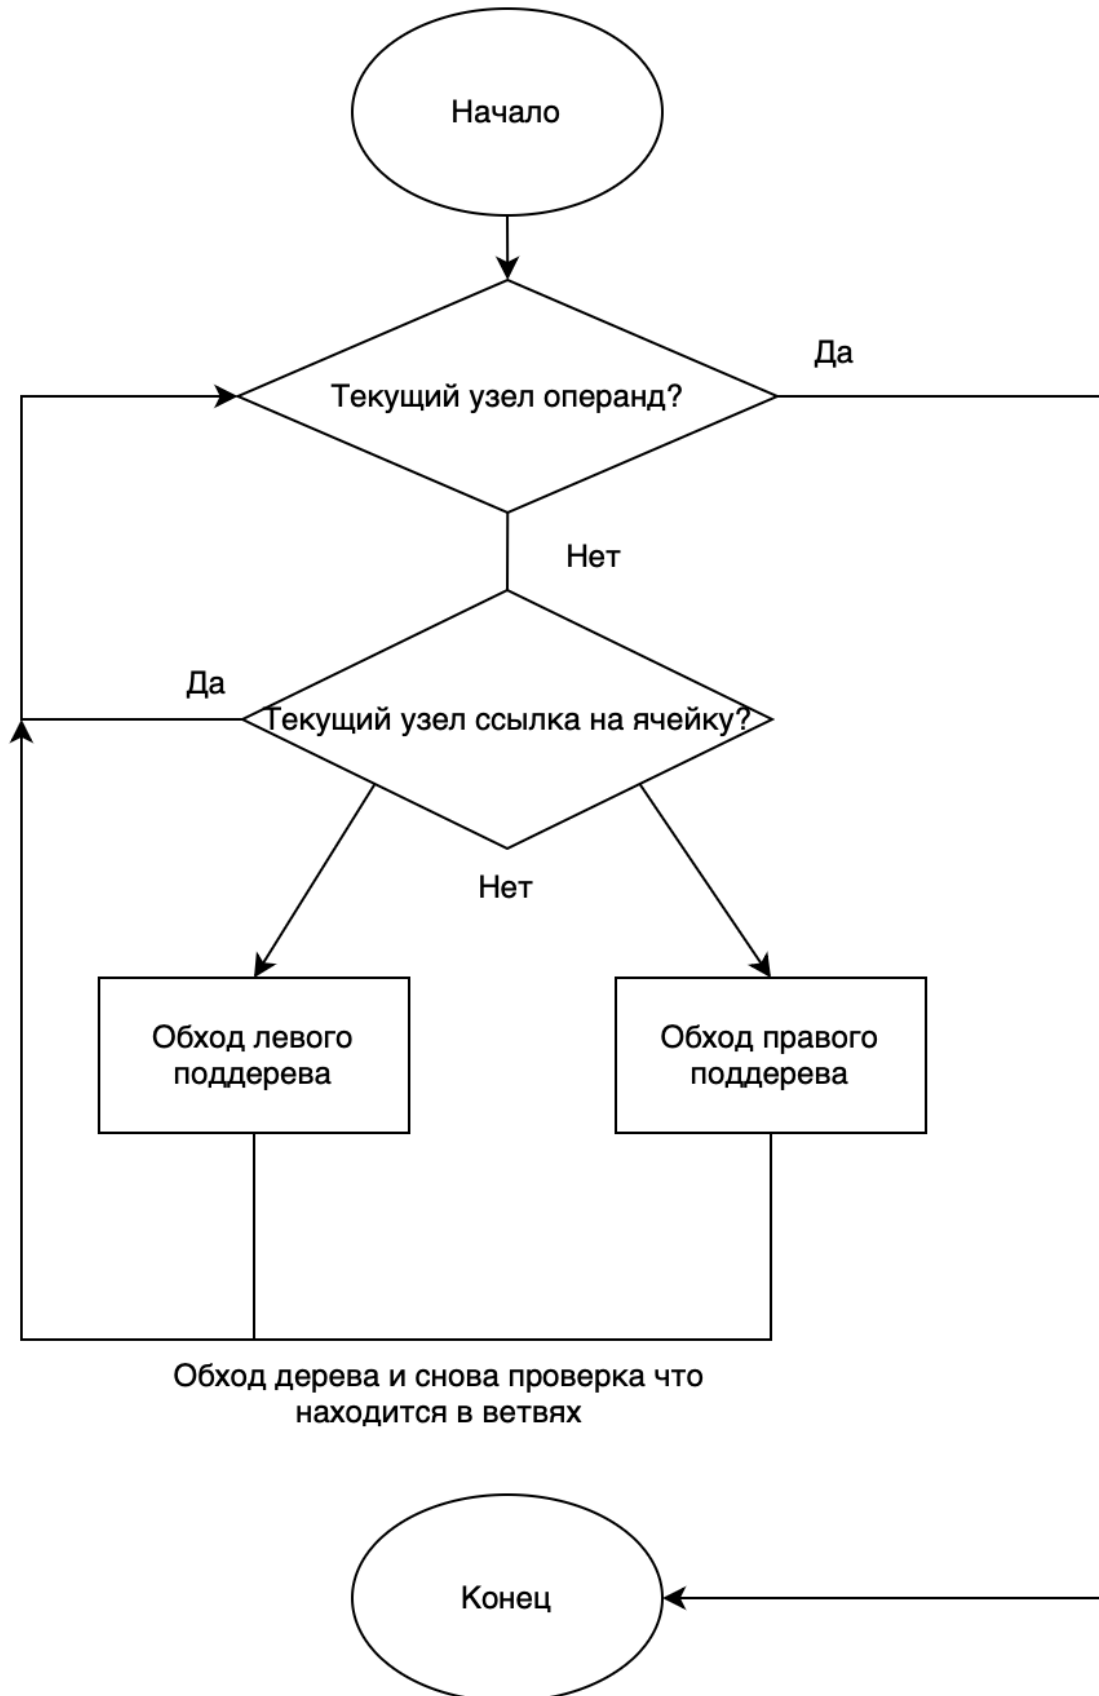 Начало
Да
Текущий узел операнд?
Нет
Да
Текущий узел ссылка на ячейку?
Нет
Обход левого
поддерева
Обход правого
поддерева
Обход дерева и снова проверка что
находится в ветвях
Конец